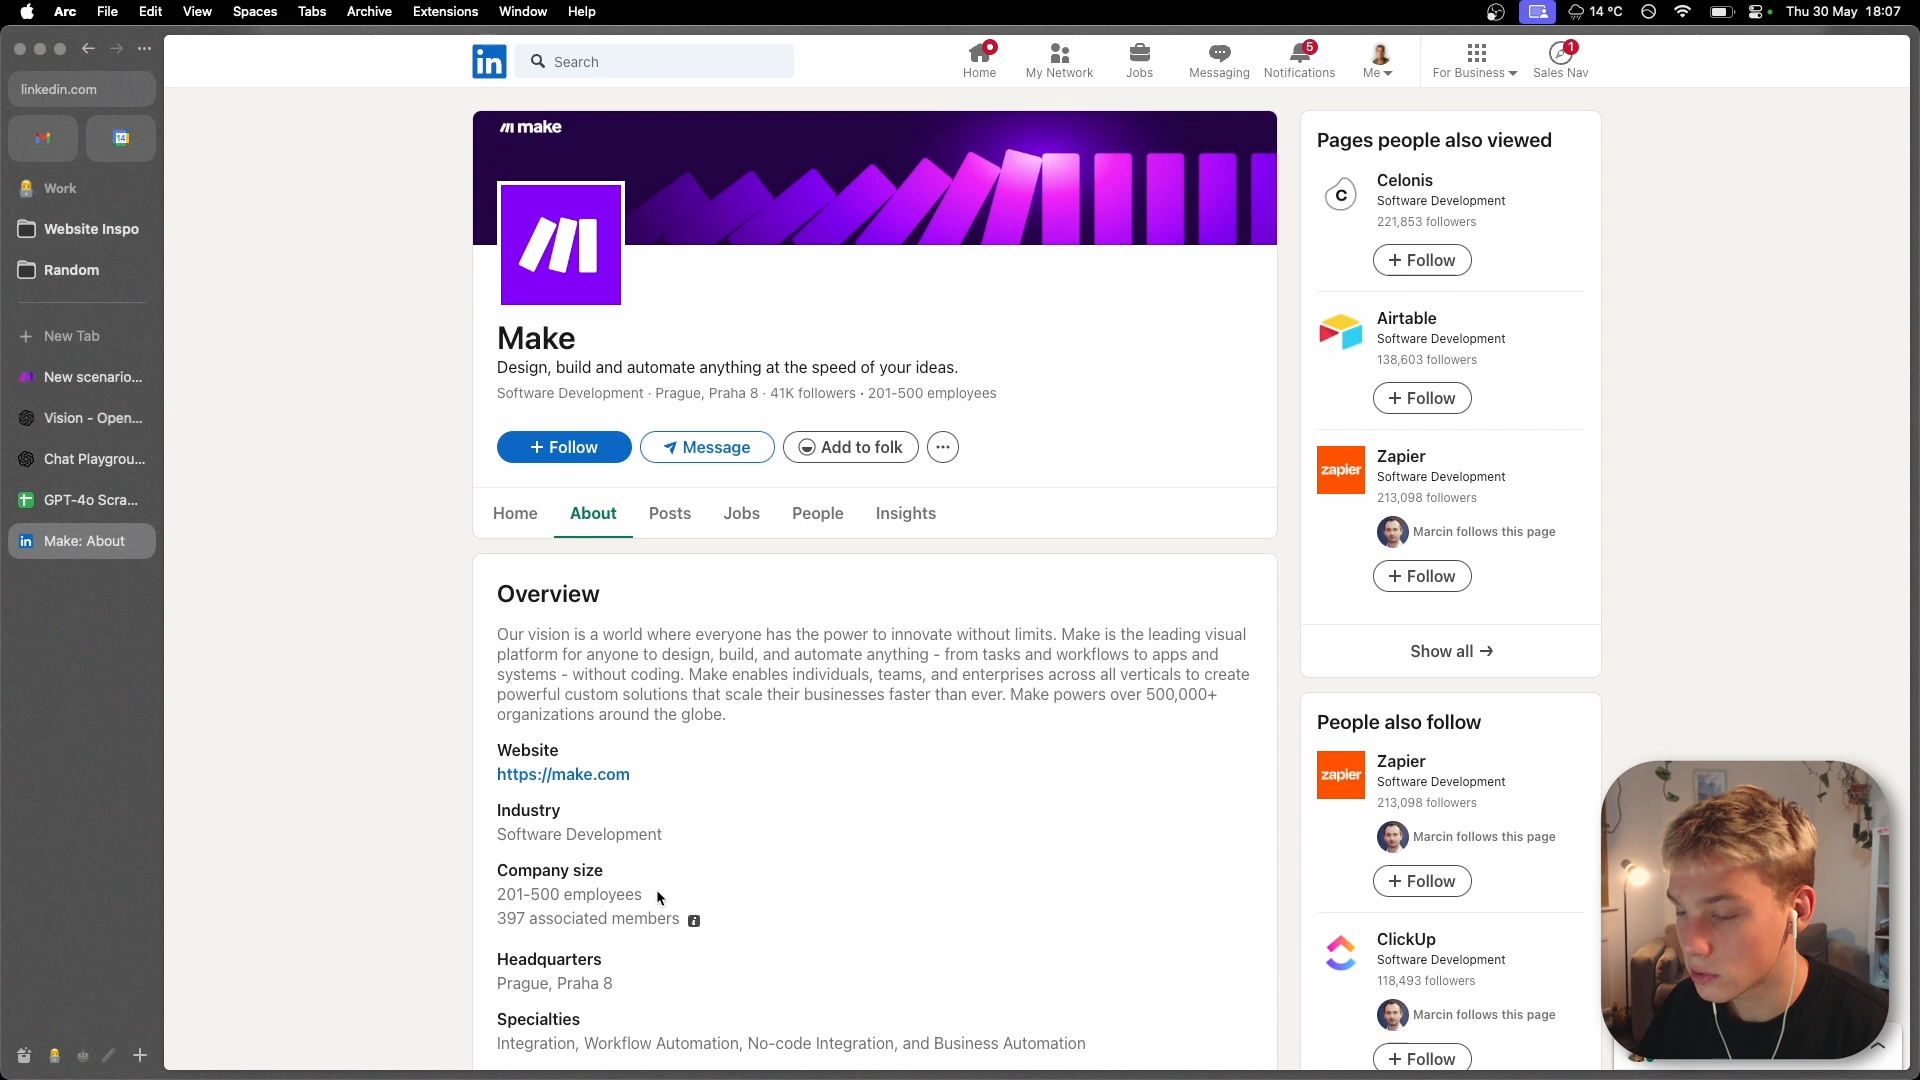 Arc File Edit View Spaces Tabs Archive Extensions Window Help
14 °C Thu 30 May 18:07
linkedin.com
14
Work
Website Inspo
Random
New Tab
New scenario...
Vision - Open...
Chat Playgrou...
GPT-4o Scra...
Make: About
in
Search
Home
My Network
Jobs
Messaging
5
Notifications
Me
For Business
1
Sales Nav
make
Make
Design, build and automate anything at the speed of your ideas.
Software Development · Prague, Praha 8 · 41K followers · 201-500 employees
+ Follow
Message
Add to folk
Home
About
Posts
Jobs
People
Insights
Overview
Our vision is a world where everyone has the power to innovate without limits. Make is the leading visual
platform for anyone to design, build, and automate anything - from tasks and workflows to apps and
systems - without coding. Make enables individuals, teams, and enterprises across all verticals to create
powerful custom solutions that scale their businesses faster than ever. Make powers over 500,000+
organizations around the globe.
Website
https://make.com
Industry
Software Development
Company size
201-500 employees
397 associated members
Headquarters
Prague, Praha 8
Specialties
Integration, Workflow Automation, No-code Integration, and Business Automation
Pages people also viewed
C
Celonis
Software Development
221,853 followers
+ Follow
Airtable
Software Development
138,603 followers
+ Follow
zapier
Zapier
Software Development
213,098 followers
Marcin follows this page
+ Follow
Show all →
People also follow
zapier
Zapier
Software Development
213,098 followers
Marcin follows this page
+ Follow
ClickUp
Software Development
118,493 followers
Marcin follows this page
+ Follow